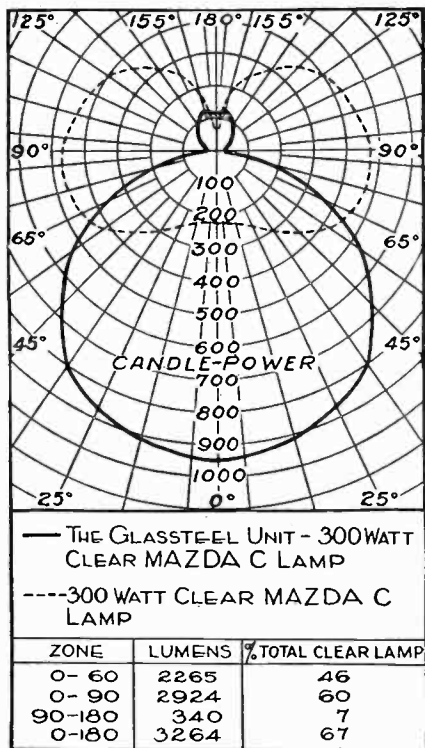 125° 155° 180° 155° 125°
90° 90°
100
200
65° 300 65°
400
500
45° 600 45°
CANDLE-POWER
700
800
900
1000
25° 0° 25°
THE GLASSTEEL UNIT - 300 WATT
CLEAR MAZDA C LAMP
300 WATT CLEAR MAZDA C
LAMP
ZONE LUMENS % TOTAL CLEAR LAMP
0-60 2265 46
0-90 2924 60
90-180 340 7
0-180 3264 67